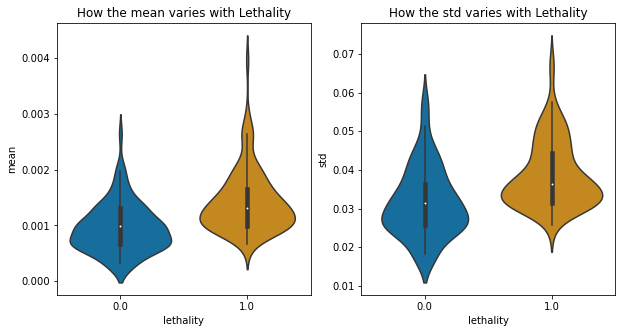 How the mean varies with Lethality
mean
0.004
0.003
0.002
0.001
0.000
0.0
1.0
lethality
How the std varies with Lethality
std
0.07
0.06
0.05
0.04
0.03
0.02
0.01
0.0
1.0
lethality